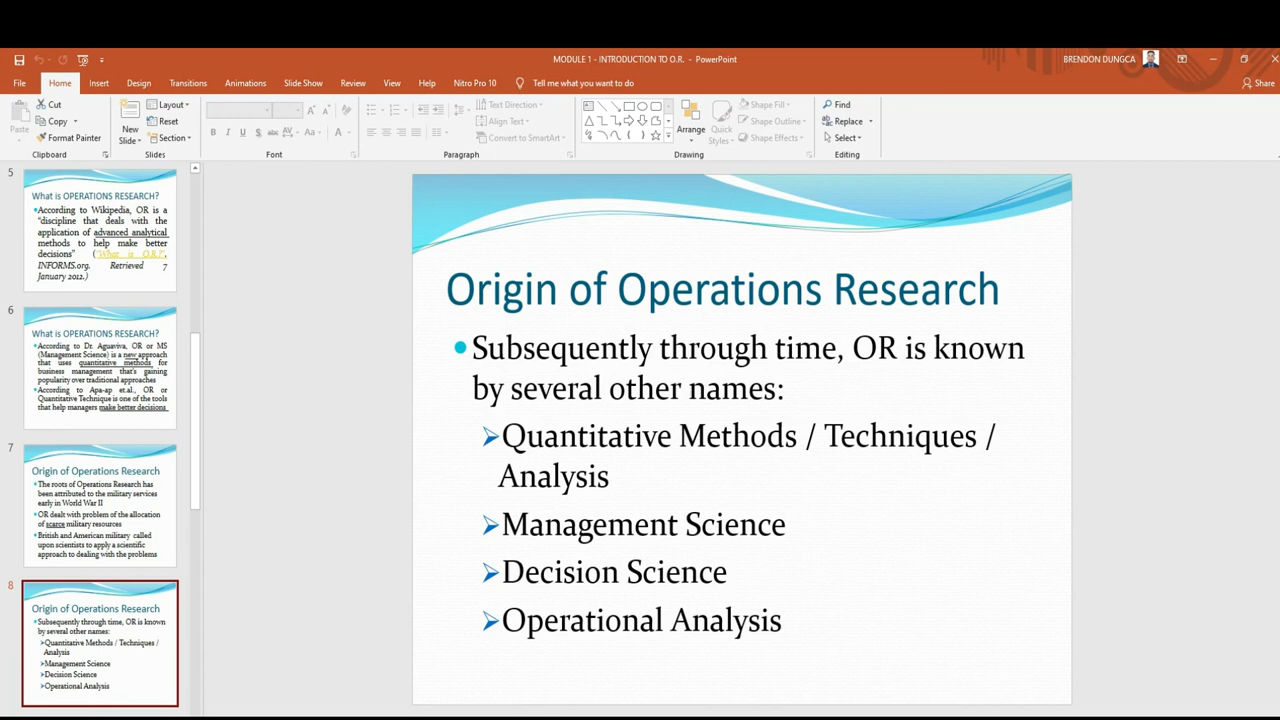 MODULE 1 - INTRODUCTION TO O.R. - PowerPoint
BRENDON DUNGCA
File Home Insert Design Transitions Animations Slide Show Review View Help Nitro Pro 10 Tell me what you want to do Share
Paste
Cut
Copy
Format Painter
Clipboard
New Slide
Layout
Reset
Section
Slides
B I U S abc AV Aa A
Font
Text Direction
Align Text
Convert to SmartArt
Paragraph
Arrange
Quick Styles
Shape Fill
Shape Outline
Shape Effects
Drawing
Find
Replace
Select
Editing
5
What is OPERATIONS RESEARCH?
According to Wikipedia, OR is a
"discipline that deals with the
application of advanced analytical
methods to help make better
decisions" ("What is O.R.?",
INFORMS.org. Retrieved 7
January 2012.)
6
What is OPERATIONS RESEARCH?
According to Dr. Aguaviva, OR or MS
(Management Science) is a new approach
that uses quantitative methods for
business management that's gaining
popularity over traditional approaches
According to Apa-ap et.al., OR or
Quantitative Technique is one of the tools
that help managers make better decisions
7
Origin of Operations Research
The roots of Operations Research has
been attributed to the military services
early in World War II
OR dealt with problem of the allocation
of scarce military resources
British and American military called
upon scientists to apply a scientific
approach to dealing with the problems
8
Origin of Operations Research
Subsequently through time, OR is known
by several other names:
Quantitative Methods / Techniques /
Analysis
Management Science
Decision Science
Operational Analysis
Origin of Operations Research
Subsequently through time, OR is known
by several other names:
Quantitative Methods / Techniques /
Analysis
Management Science
Decision Science
Operational Analysis